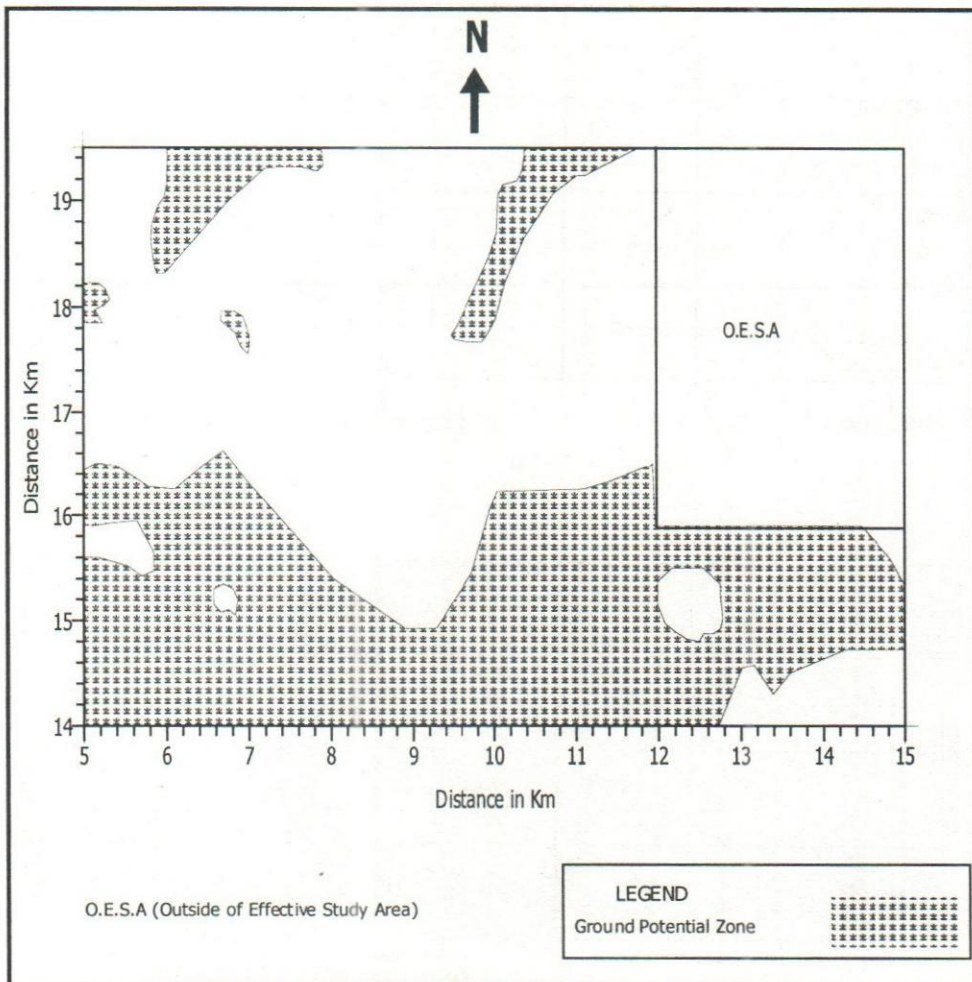 N
19
18
17
16
15
14
Distance in Km
O.E.S.A
5 6 7 8 9 10 11 12 13 14 15
Distance in Km
O.E.S.A (Outside of Effective Study Area)
LEGEND
Ground Potential Zone